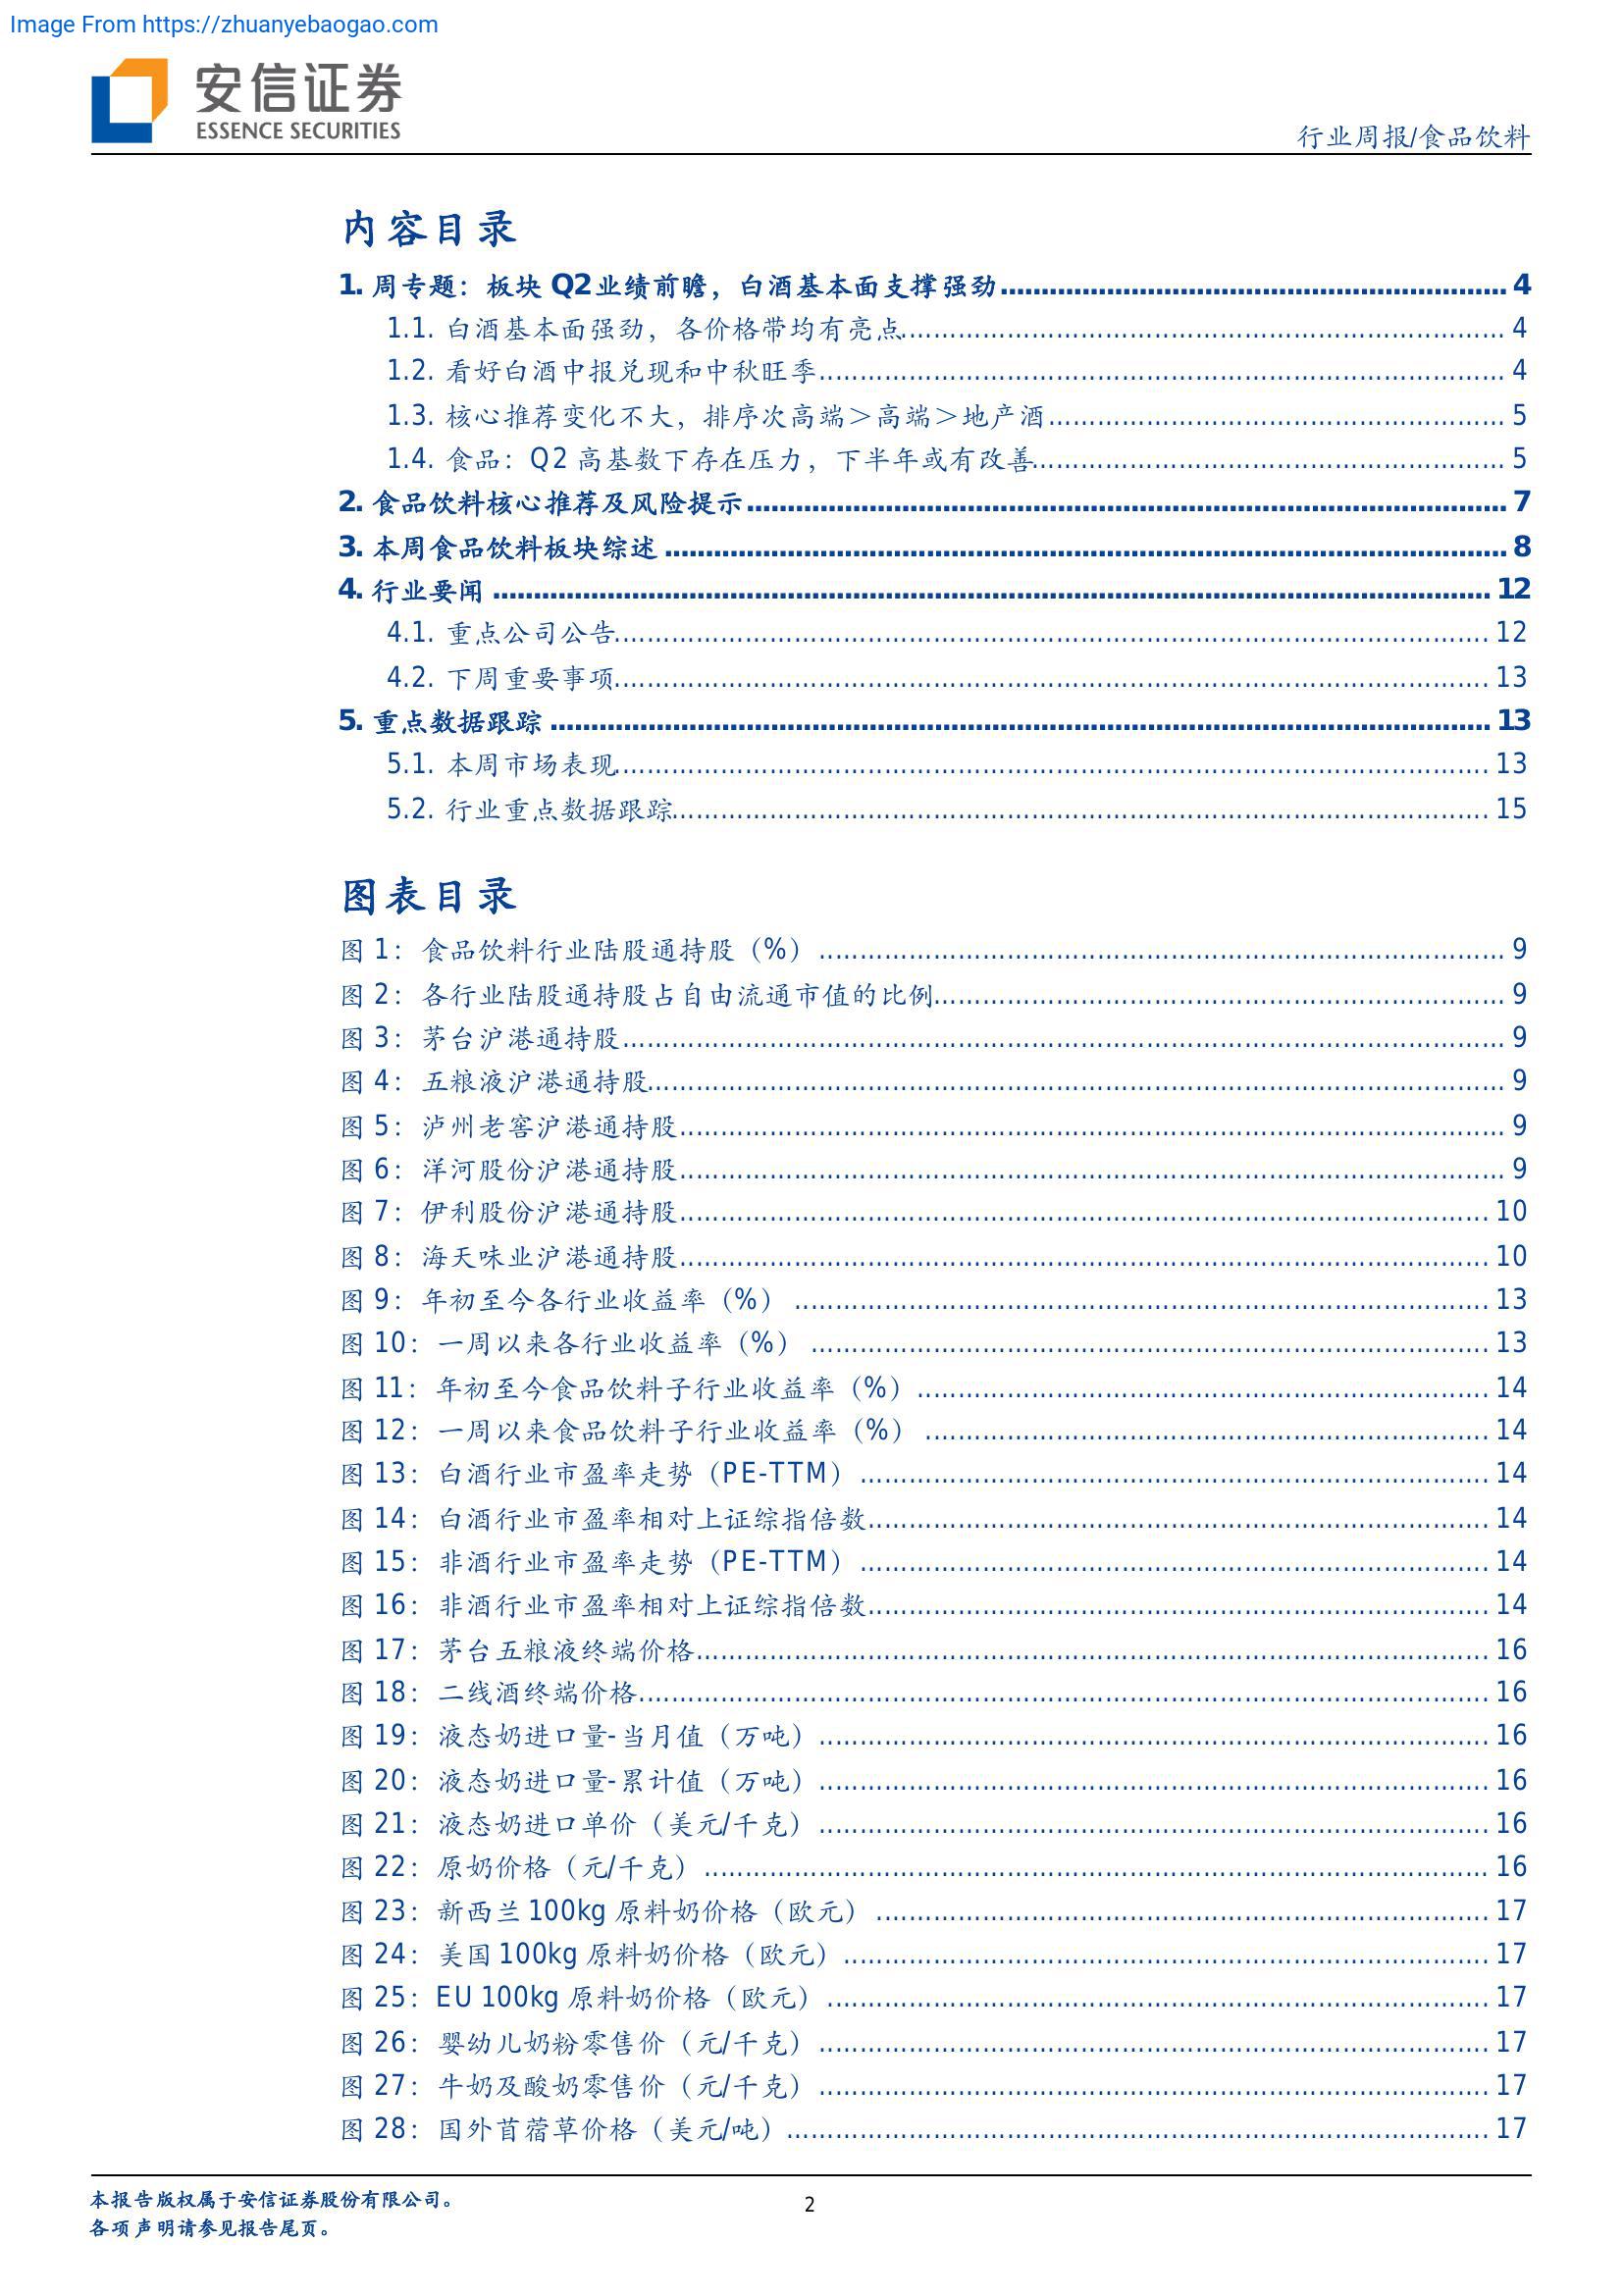 Image From https://zhuanyebaogao.com
安信证券
ESSENCE SECURITIES
行业周报/食品饮料
内容目录
1. 周专题：板块 Q2业绩前瞻，白酒基本面支撑强劲 4
1.1. 白酒基本面强劲，各价格带均有亮点 4
1.2. 看好白酒中报兑现和中秋旺季 4
1.3. 核心推荐变化不大，排序次高端＞高端＞地产酒 5
1.4. 食品：Q2 高基数下存在压力，下半年或有改善 5
2. 食品饮料核心推荐及风险提示 7
3. 本周食品饮料板块综述 8
4. 行业要闻 12
4.1. 重点公司公告 12
4.2. 下周重要事项 13
5. 重点数据跟踪 13
5.1. 本周市场表现 13
5.2. 行业重点数据跟踪 15
图表目录
图 1：食品饮料行业陆股通持股（%） 9
图 2：各行业陆股通持股占自由流通市值的比例 9
图 3：茅台沪港通持股 9
图 4：五粮液沪港通持股 9
图 5：泸州老窖沪港通持股 9
图 6：洋河股份沪港通持股 9
图 7：伊利股份沪港通持股 10
图 8：海天味业沪港通持股 10
图 9：年初至今各行业收益率（%） 13
图 10：一周以来各行业收益率（%） 13
图 11：年初至今食品饮料子行业收益率（%） 14
图 12：一周以来食品饮料子行业收益率（%） 14
图 13：白酒行业市盈率走势（PE-TTM） 14
图 14：白酒行业市盈率相对上证综指倍数 14
图 15：非酒行业市盈率走势（PE-TTM） 14
图 16：非酒行业市盈率相对上证综指倍数 14
图 17：茅台五粮液终端价格 16
图 18：二线酒终端价格 16
图 19：液态奶进口量-当月值（万吨） 16
图 20：液态奶进口量-累计值（万吨） 16
图 21：液态奶进口单价（美元/千克） 16
图 22：原奶价格（元/千克） 16
图 23：新西兰 100kg 原料奶价格（欧元） 17
图 24：美国 100kg 原料奶价格（欧元） 17
图 25：EU 100kg 原料奶价格（欧元） 17
图 26：婴幼儿奶粉零售价（元/千克） 17
图 27：牛奶及酸奶零售价（元/千克） 17
图 28：国外苜蓿草价格（美元/吨） 17
本报告版权属于安信证券股份有限公司。
2
各项声明请参见报告尾页。